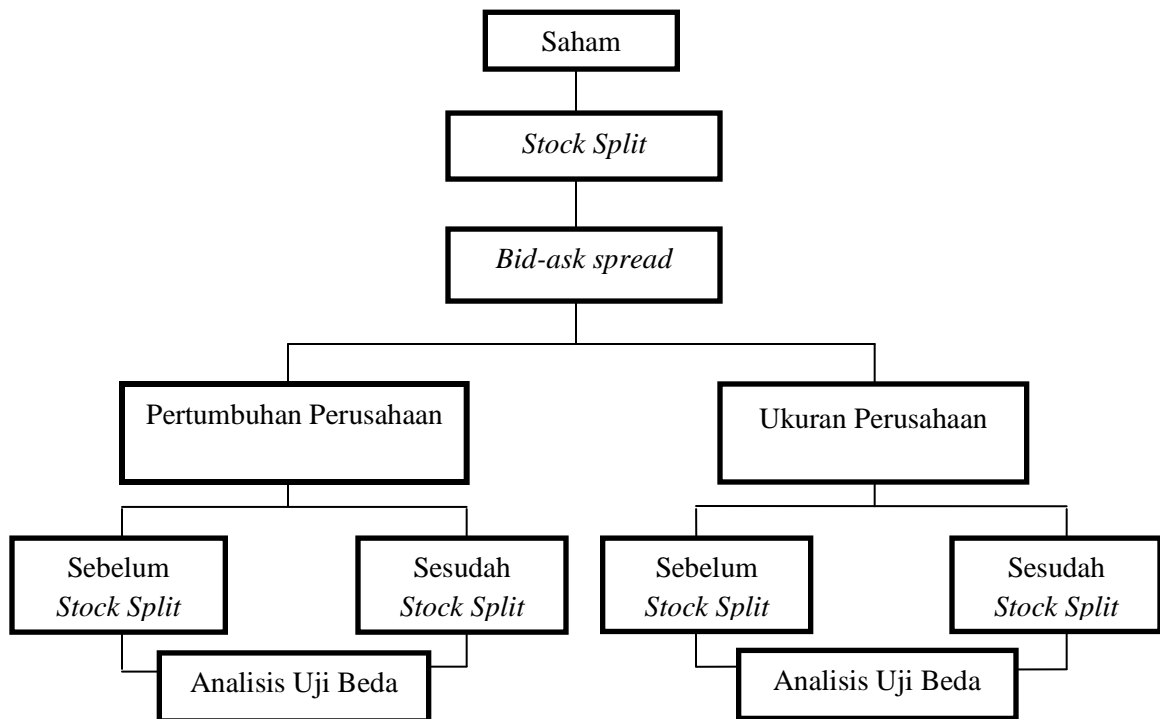 Saham
Stock Split
Bid-ask spread
Pertumbuhan Perusahaan
Ukuran Perusahaan
Sebelum
Stock Split
Sesudah
Stock Split
Sebelum
Stock Split
Sesudah
Stock Split
Analisis Uji Beda
Analisis Uji Beda